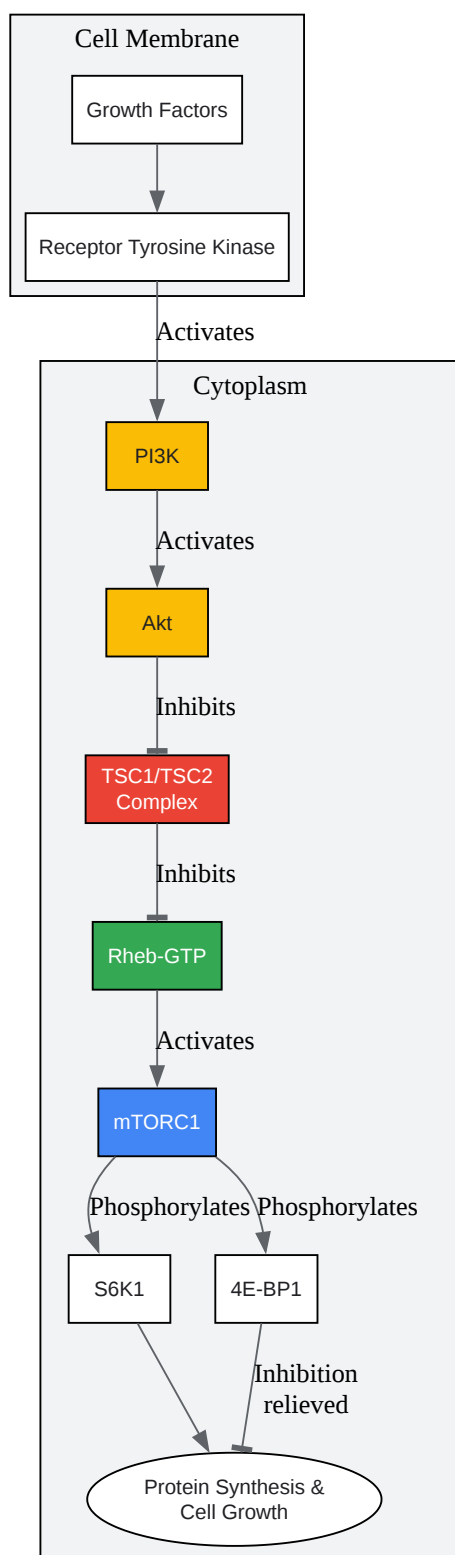 Cell Membrane
Growth Factors
Receptor Tyrosine Kinase
Activates
Cytoplasm
PI3K
Activates
Akt
Inhibits
TSC1/TSC2
Complex
Inhibits
Rheb-GTP
Activates
mTORC1
Phosphorylates
Phosphorylates
S6K1
4E-BP1
Inhibition
relieved
Protein Synthesis &
Cell Growth